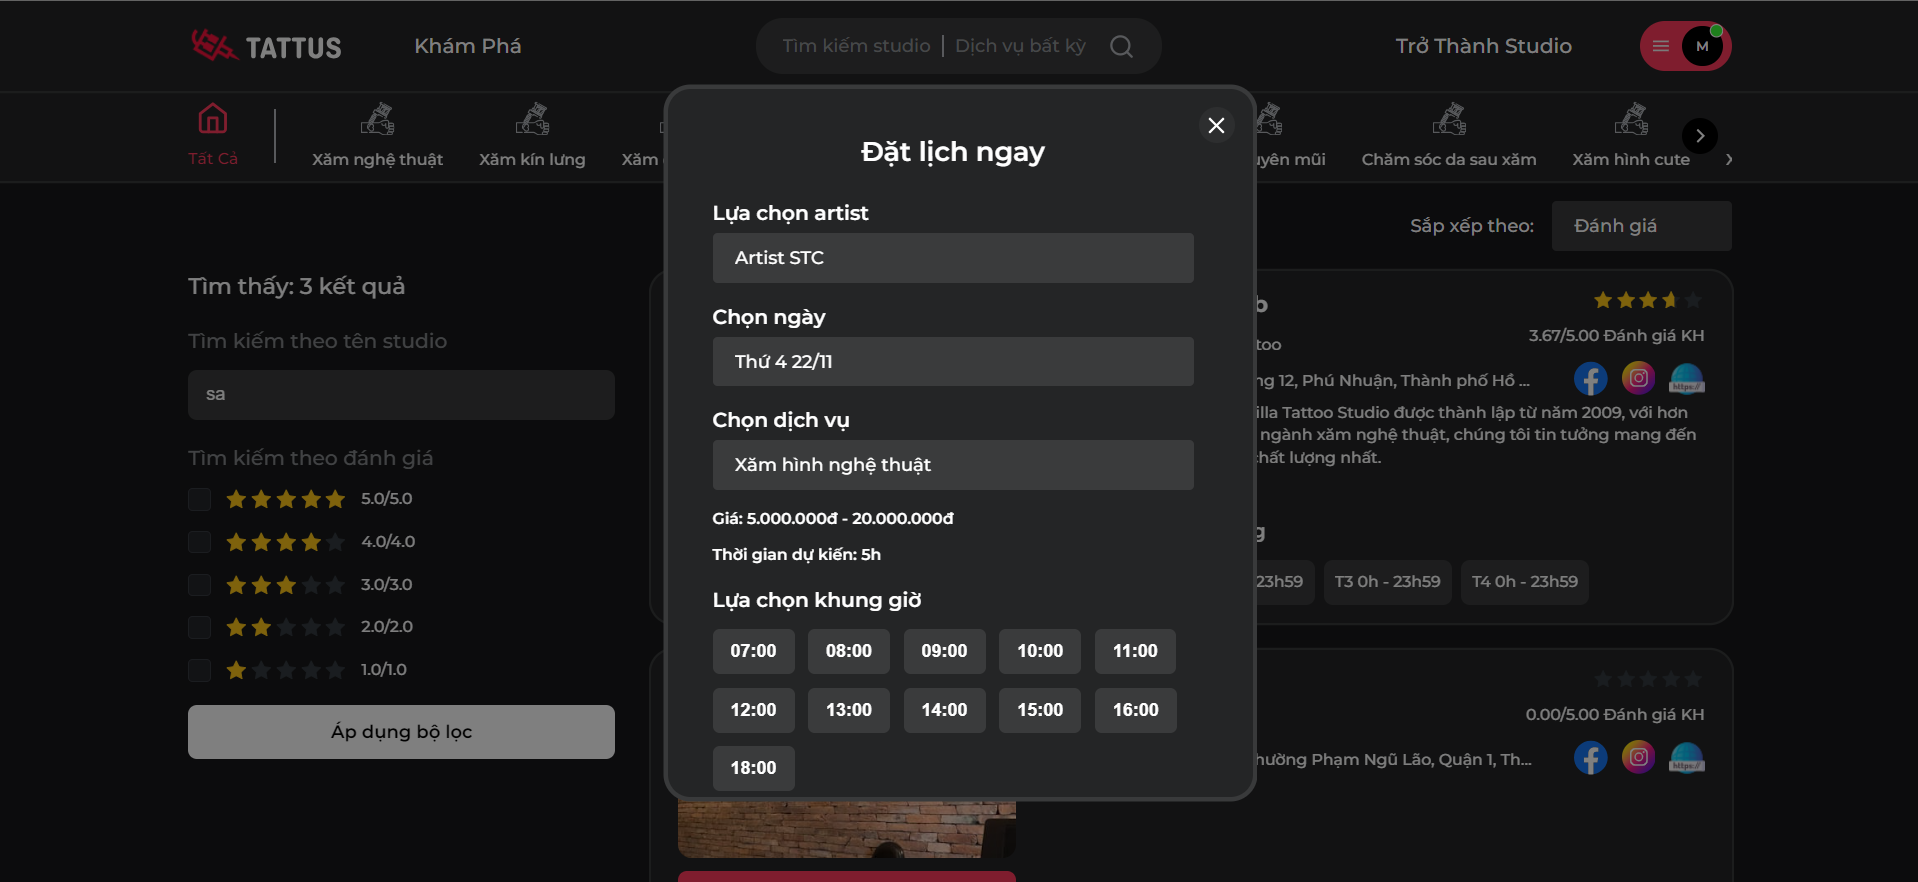 TATTUS
Khám Phá
Tìm kiếm studio | Dịch vụ bất kỳ
Trở Thành Studio
M
Tất Cả
Xăm nghệ thuật
Xăm kín lưng
Xăm
uyên mũi
Chăm sóc da sau xăm
Xăm hình cute
Sắp xếp theo:
Đánh giá
Tìm thấy: 3 kết quả
Tìm kiếm theo tên studio
sa
Tìm kiếm theo đánh giá
5.0/5.0
4.0/4.0
3.0/3.0
2.0/2.0
1.0/1.0
Áp dụng bộ lọc
Đặt lịch ngay
Lựa chọn artist
Artist STC
Chọn ngày
Thứ 4 22/11
Chọn dịch vụ
Xăm hình nghệ thuật
Giá: 5.000.000đ - 20.000.000đ
Thời gian dự kiến: 5h
Lựa chọn khung giờ
07:00 08:00 09:00 10:00 11:00
12:00 13:00 14:00 15:00 16:00
18:00
b
3.67/5.00 Đánh giá KH
too
ng 12, Phú Nhuận, Thành phố Hồ ...
https://
illa Tattoo Studio được thành lập từ năm 2009, với hơn
ngành xăm nghệ thuật, chúng tôi tin tưởng mang đến
chất lượng nhất.
g
23h59
T3 0h - 23h59
T4 0h - 23h59
0.00/5.00 Đánh giá KH
hường Phạm Ngũ Lão, Quận 1, Th...
https://